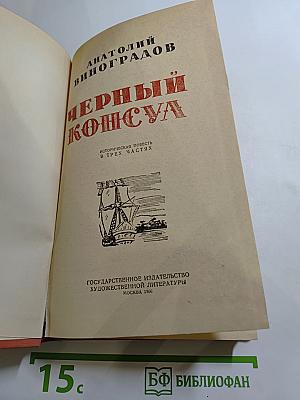 АНАТОЛИЙ
ВИНОГРАДОВ
ЧЕРНЫЙ
КОНСУЛ
ИСТОРИЧЕСКАЯ ПОВЕСТЬ
В ТРЕХ ЧАСТЯХ
ГОСУДАРСТВЕННОЕ ИЗДАТЕЛЬСТВО
ХУДОЖЕСТВЕННОЙ ЛИТЕРАТУРЫ
МОСКВА
15с
БФ БИБЛИОФАН